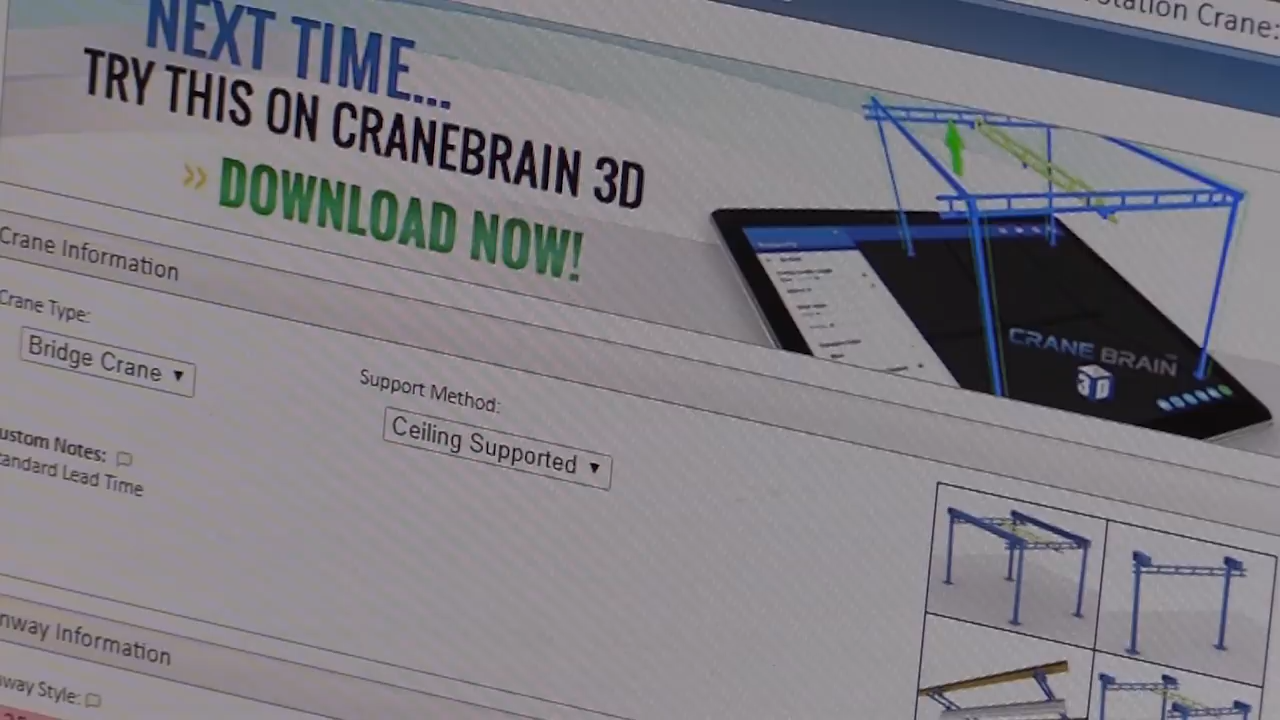 station Crane:
NEXT TIME...
TRY THIS ON CRANEBRAIN 3D
» DOWNLOAD NOW!
CRANE BRAIN
3D
Crane Information
Crane Type:
Bridge Crane ▼
Support Method:
Ceiling Supported ▼
ustom Notes:
tandard Lead Time
nway Information
way Style: